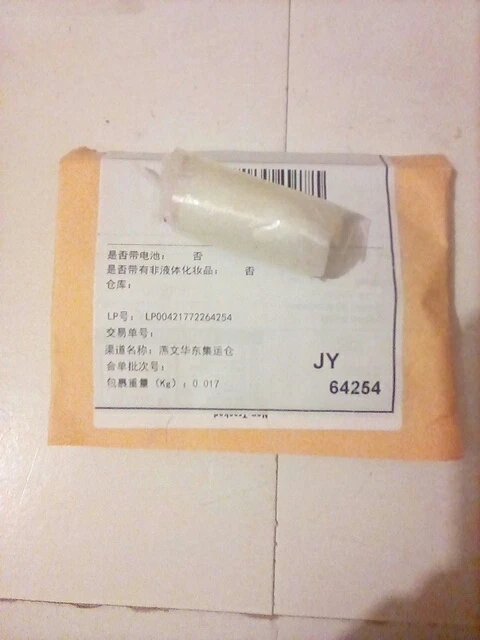 是否带电池： 否
是否带有非液体化妆品： 否
仓库：
LP号： LP00421772264254
交易单号：
渠道名称：燕文华东集运仓
合单批次号：
包裹重量（Kg）：0.017
JY
64254